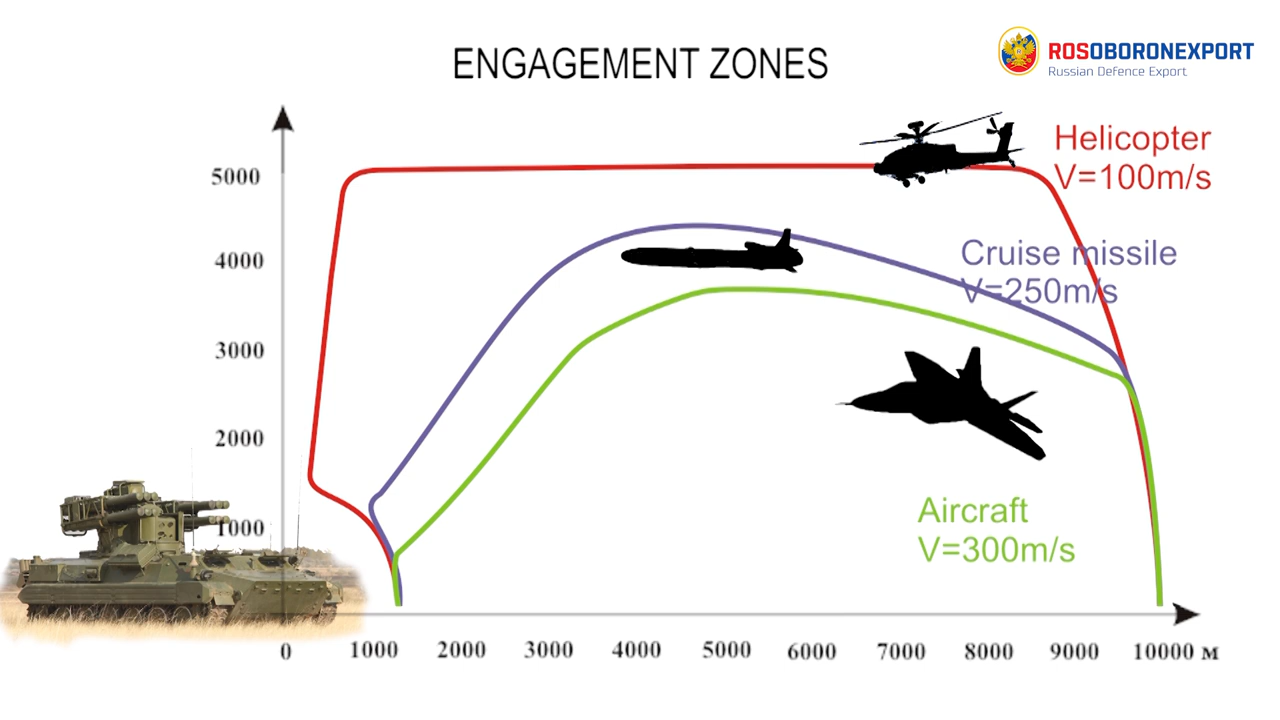 ENGAGEMENT ZONES
ROSOBORONEXPORT
Russian Defence Export
Helicopter
V=100m/s
Cruise missile
V=250m/s
Aircraft
V=300m/s
5000
4000
3000
2000
1000
0 1000 2000 3000 4000 5000 6000 7000 8000 9000 10000 м